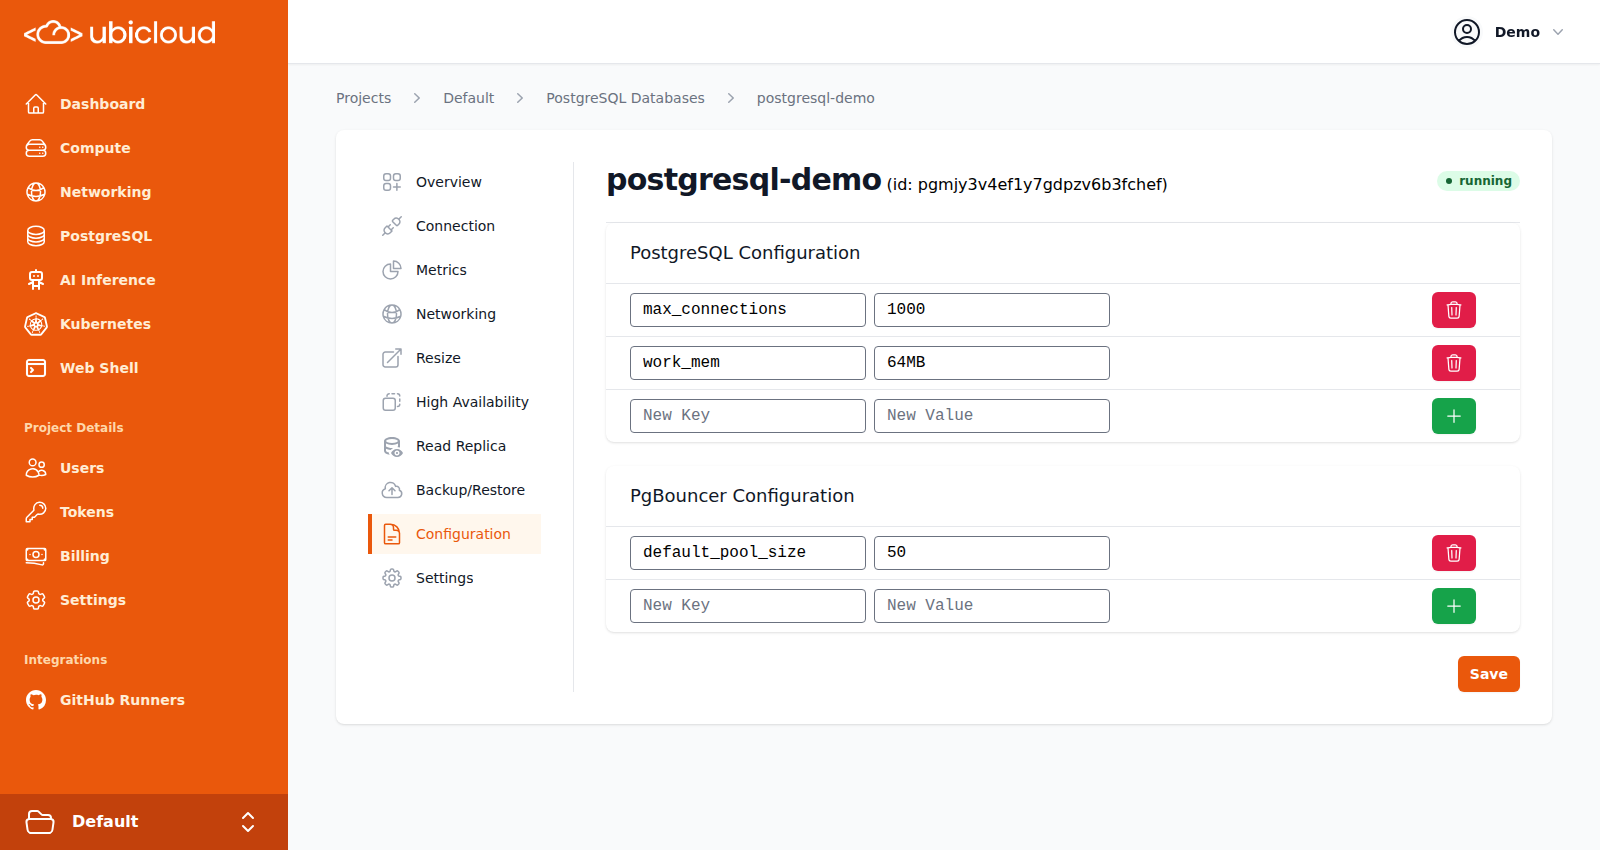 ubicloud
Demo
Dashboard
Compute
Networking
PostgreSQL
AI Inference
Kubernetes
Web Shell
Project Details
Users
Tokens
Billing
Settings
Integrations
GitHub Runners
Default
Projects > Default > PostgreSQL Databases > postgresql-demo
Overview
Connection
Metrics
Networking
Resize
High Availability
Read Replica
Backup/Restore
Configuration
Settings
postgresql-demo (id: pgmjy3v4ef1y7gdpzv6b3fchef)
running
PostgreSQL Configuration
max_connections 1000
work_mem 64MB
New Key New Value
PgBouncer Configuration
default_pool_size 50
New Key New Value
Save